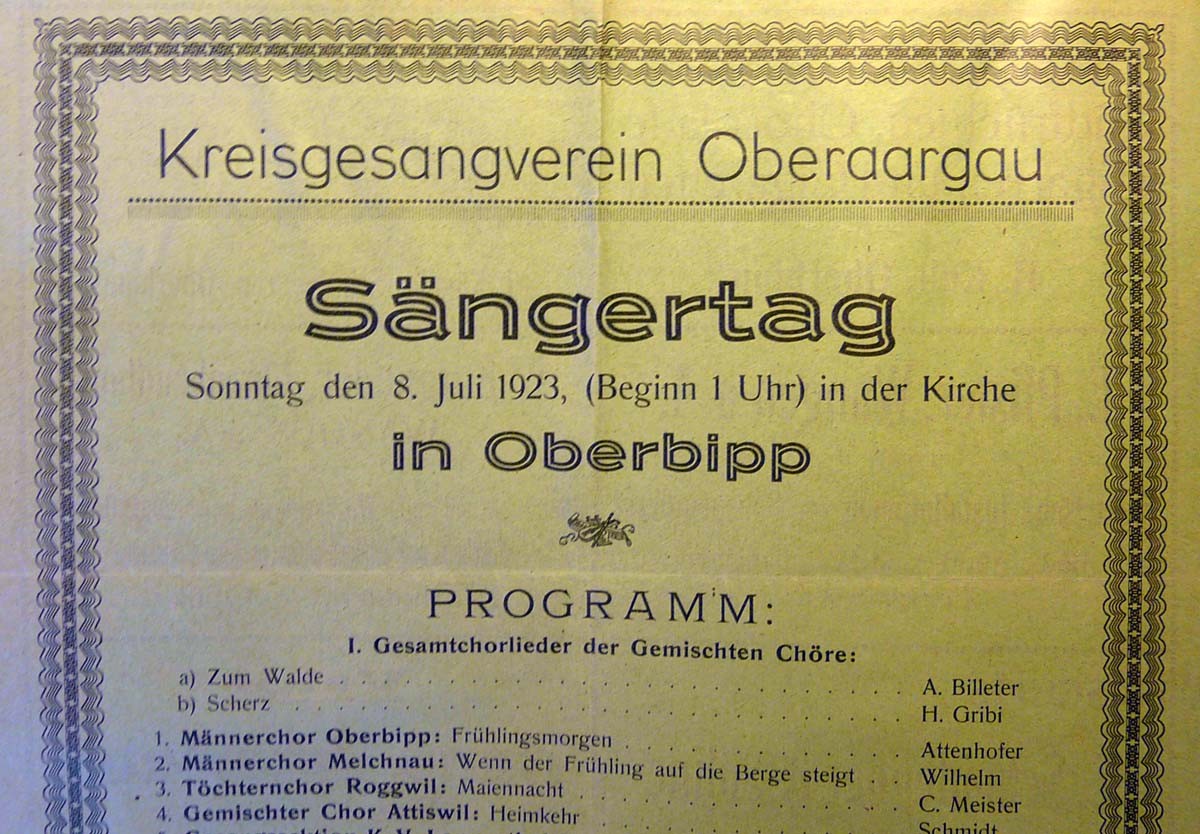 Kreisgesangverein Oberaargau
Sängertag
Sonntag den 8. Juli 1923, (Beginn 1 Uhr) in der Kirche
in Oberbipp
PROGRAMM:
I. Gesamtchorlieder der Gemischten Chöre:
a) Zum Walde . . . . . . . . . . . . . . . . . . . . . . A. Billeter
b) Scherz . . . . . . . . . . . . . . . . . . . . . . . . H. Gribi
1. Männerchor Oberbipp: Frühlingsmorgen . . . . . . . . . . Attenhofer
2. Männerchor Melchnau: Wenn der Frühling auf die Berge steigt . . Wilhelm
3. Töchternchor Roggwil: Maiennacht . . . . . . . . . . . . C. Meister
4. Gemischter Chor Attiswil: Heimkehr . . . . . . . . . . . Schmidt